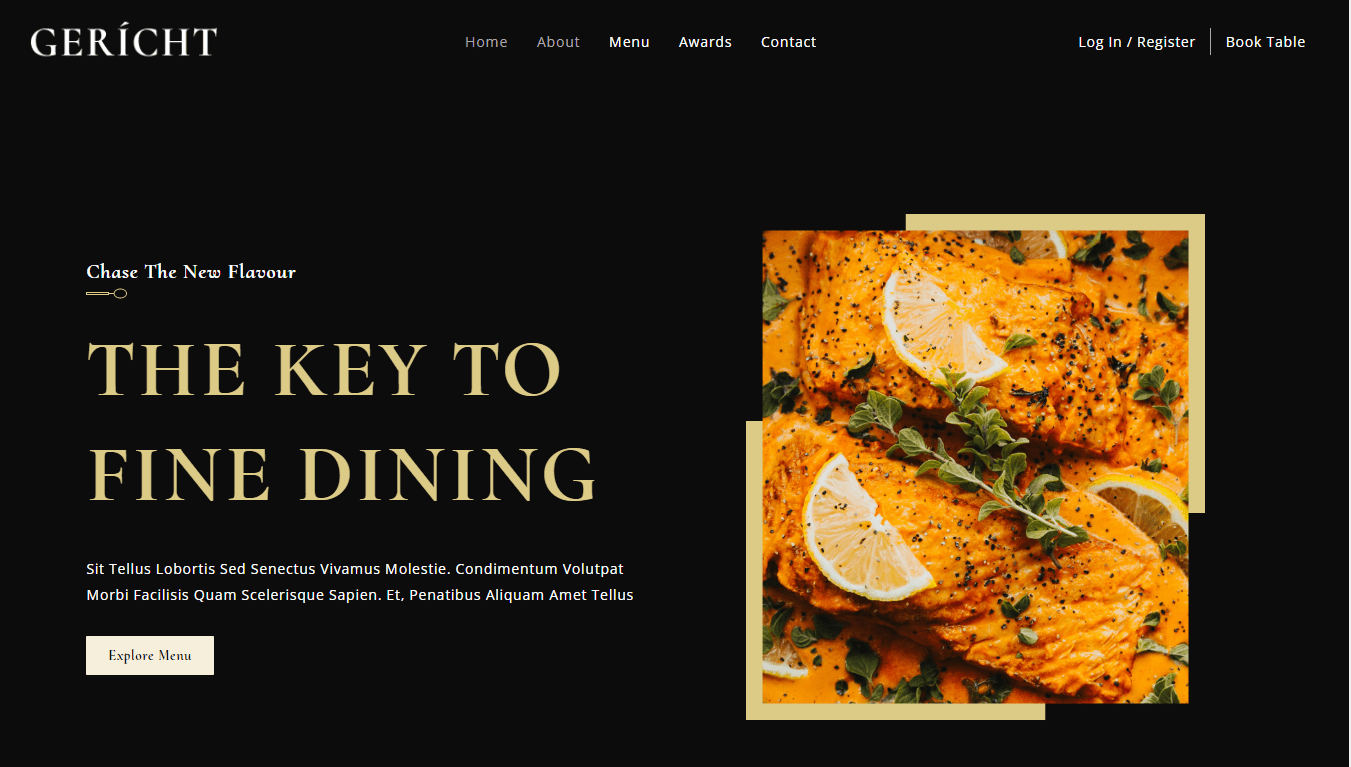 GERÍCHT
Home About Menu Awards Contact
Log In / Register Book Table
Chase The New Flavour
THE KEY TO
FINE DINING
Sit Tellus Lobortis Sed Senectus Vivamus Molestie. Condimentum Volutpat
Morbi Facilisis Quam Scelerisque Sapien. Et, Penatibus Aliquam Amet Tellus
Explore Menu